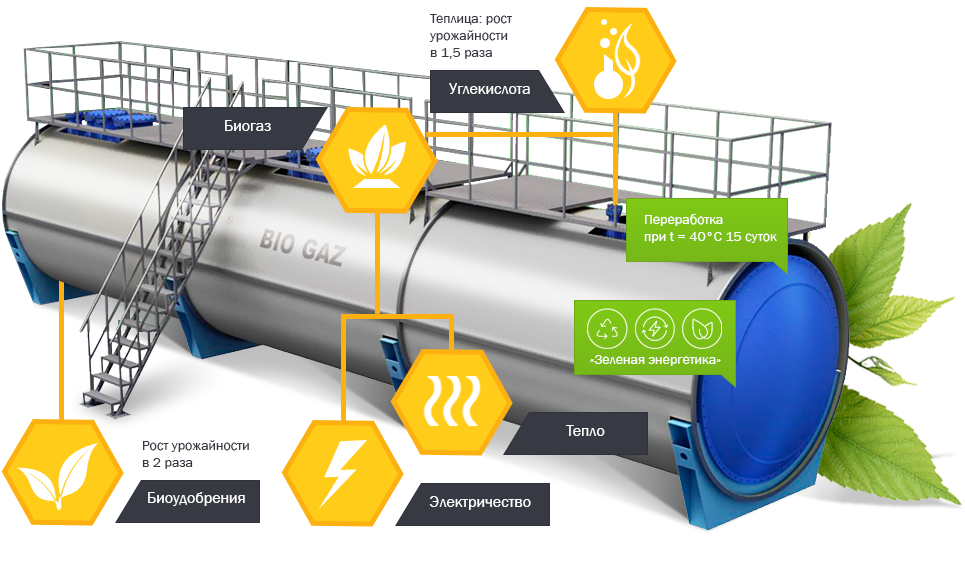 Теплица: рост
урожайности
в 1,5 раза
Углекислота
Биогаз
Переработка
при t = 40°C 15 суток
BIO GAZ
«Зеленая энергетика»
Тепло
Рост урожайности
в 2 раза
Биоудобрения
Электричество